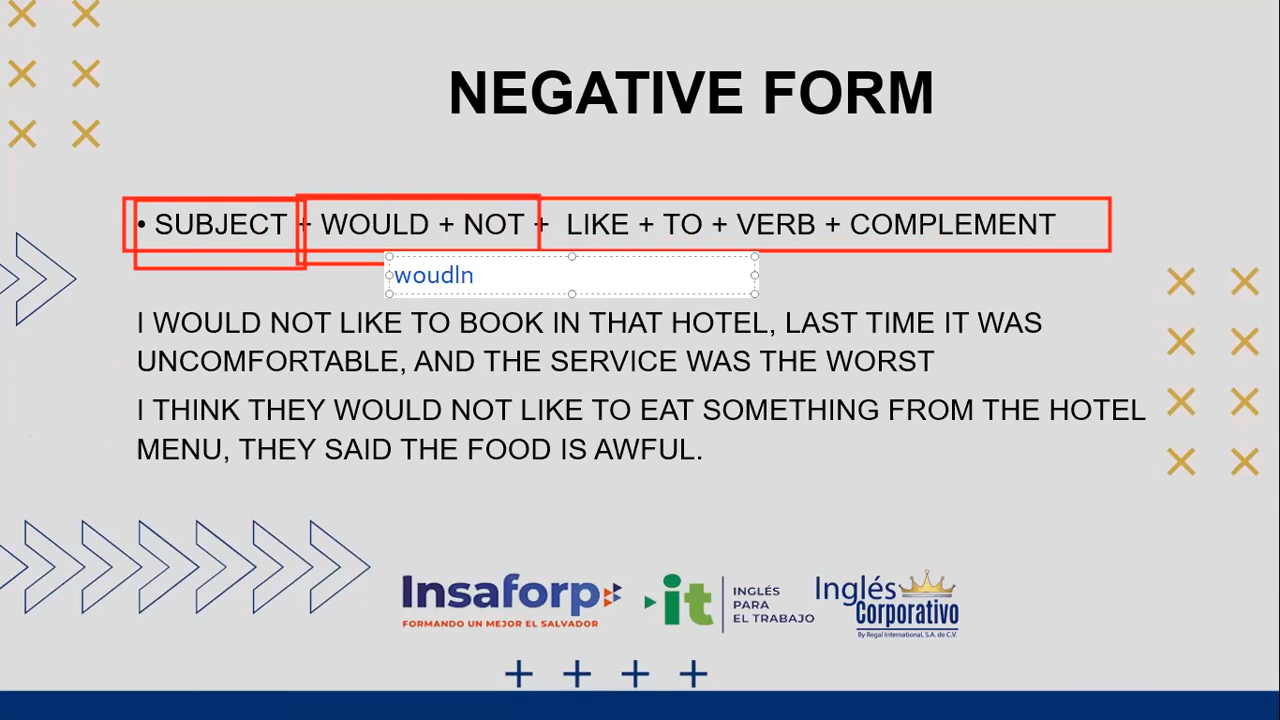 NEGATIVE FORM
• SUBJECT + WOULD + NOT + LIKE + TO + VERB + COMPLEMENT
woudln
I WOULD NOT LIKE TO BOOK IN THAT HOTEL, LAST TIME IT WAS
UNCOMFORTABLE, AND THE SERVICE WAS THE WORST
I THINK THEY WOULD NOT LIKE TO EAT SOMETHING FROM THE HOTEL
MENU, THEY SAID THE FOOD IS AWFUL.
Insaforp
FORMANDO UN MEJOR EL SALVADOR
it
INGLÉS
PARA
EL TRABAJO
Inglés
Corporativo
By Regal International, S.A. de C.V.